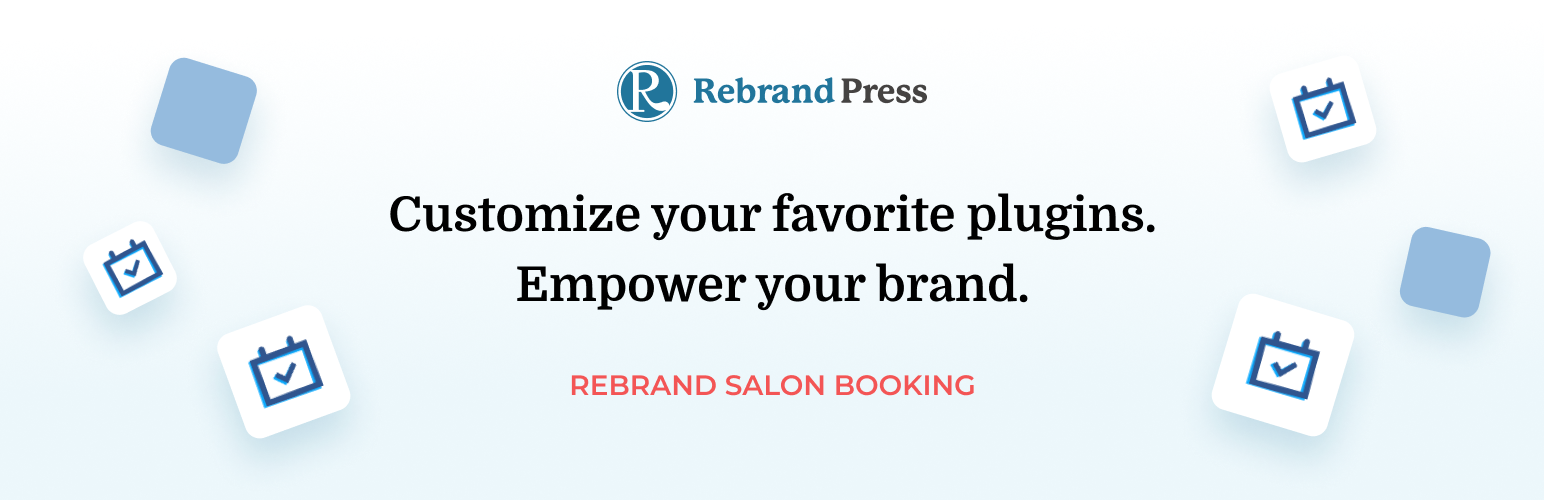 Rebrand Press
Customize your favorite plugins.
Empower your brand.
REBRAND SALON BOOKING